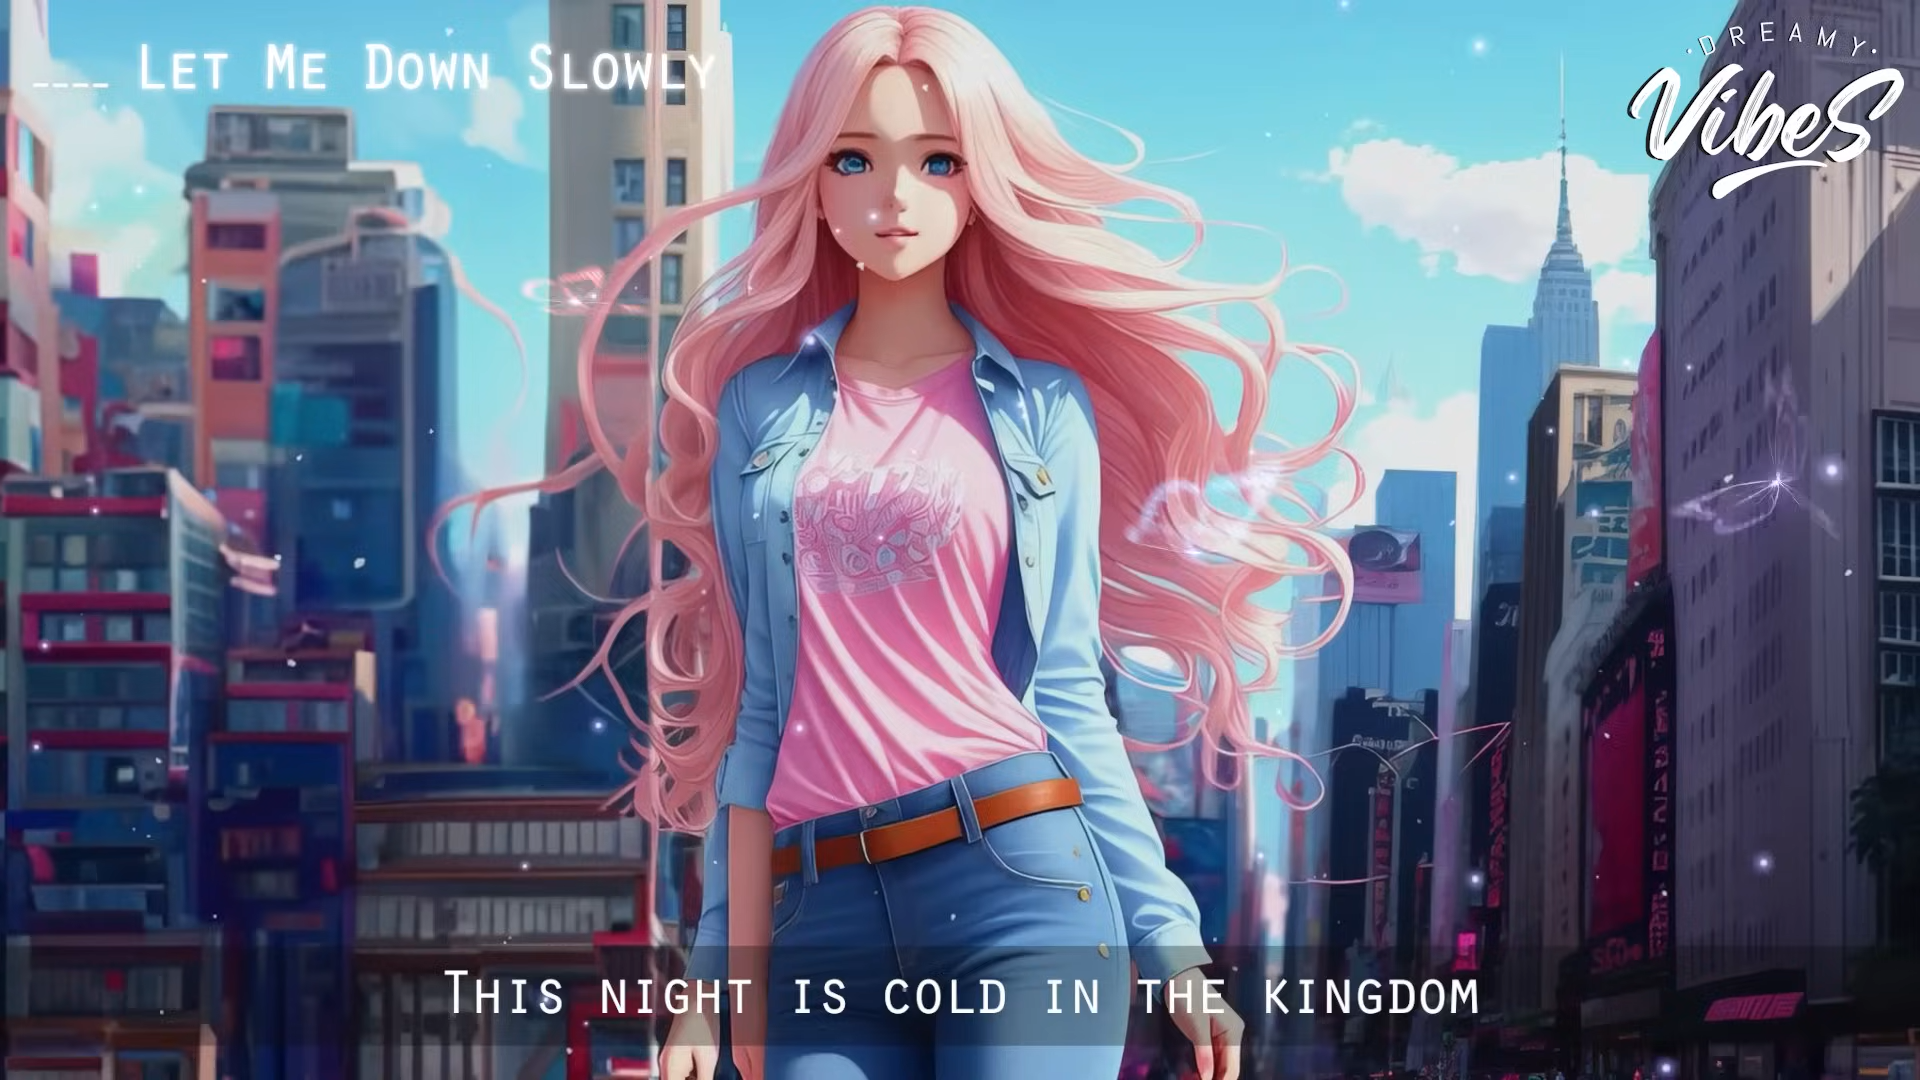 ____ Let Me Down Slowly
DREAMY
Vibes
This night is cold in the kingdom